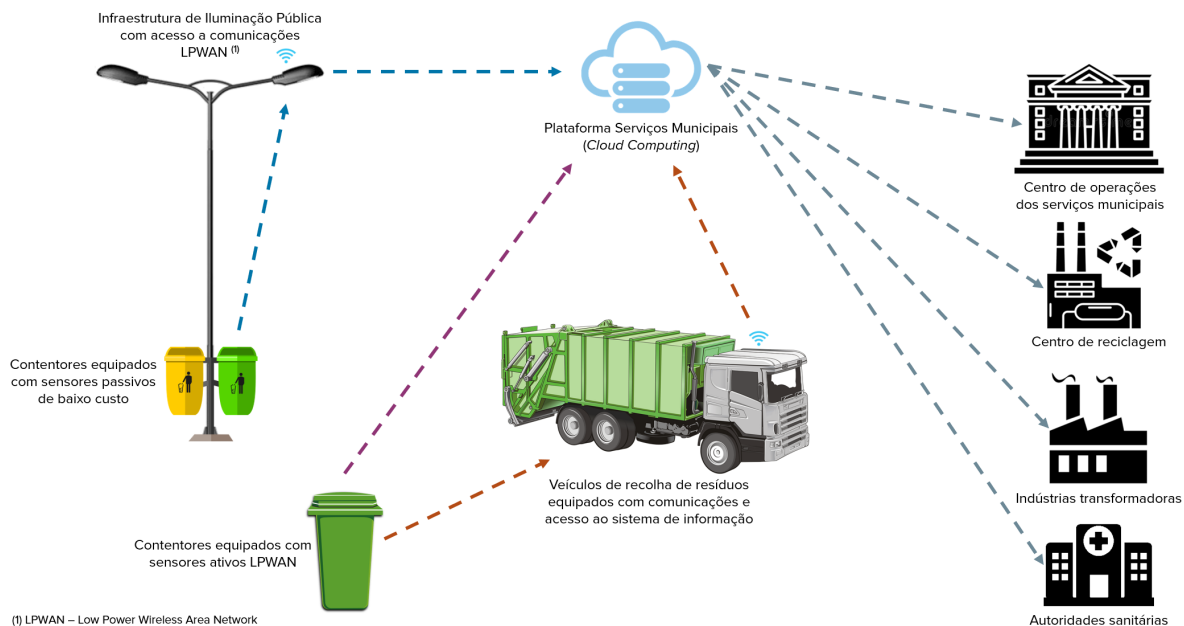 Infraestrutura de Iluminação Pública
com acesso a comunicações
LPWAN (1)
Plataforma Serviços Municipais
(Cloud Computing)
Centro de operações
dos serviços municipais
Centro de reciclagem
Contentores equipados
com sensores passivos
de baixo custo
Indústrias transformadoras
Veículos de recolha de resíduos
equipados com comunicações e
acesso ao sistema de informação
Contentores equipados com
sensores ativos LPWAN
Autoridades sanitárias
(1) LPWAN – Low Power Wireless Area Network